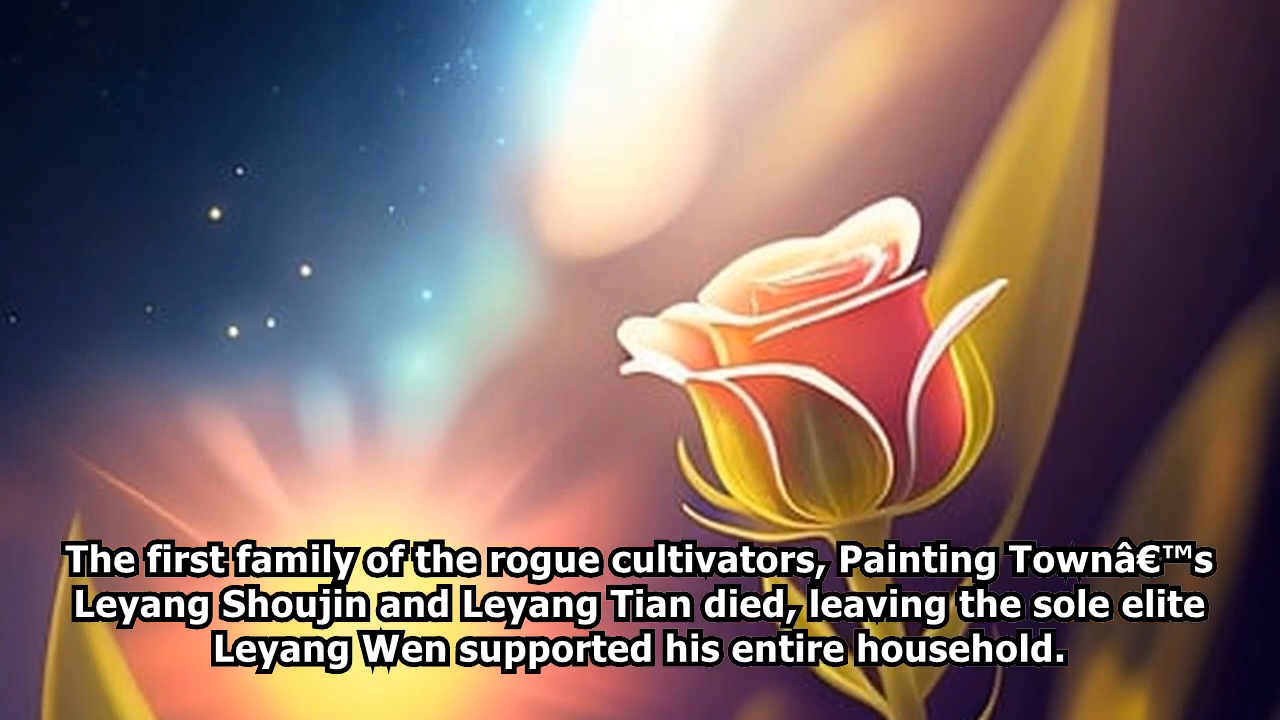 The first family of the rogue cultivators, Painting Townâ€™s
Leyang Shoujin and Leyang Tian died, leaving the sole elite
Leyang Wen supported his entire household.